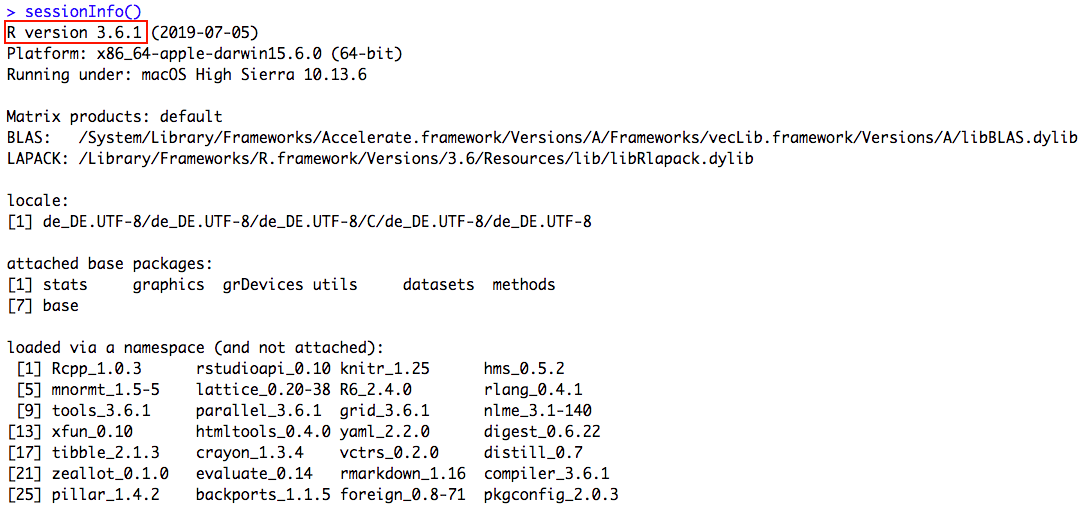 > sessionInfo()
R version 3.6.1 (2019-07-05)
Platform: x86_64-apple-darwin15.6.0 (64-bit)
Running under: macOS High Sierra 10.13.6

Matrix products: default
BLAS:   /System/Library/Frameworks/Accelerate.framework/Versions/A/Frameworks/vecLib.framework/Versions/A/libBLAS.dylib
LAPACK: /Library/Frameworks/R.framework/Versions/3.6/Resources/lib/libRlapack.dylib

locale:
[1] de_DE.UTF-8/de_DE.UTF-8/de_DE.UTF-8/C/de_DE.UTF-8/de_DE.UTF-8

attached base packages:
[1] stats     graphics  grDevices utils     datasets  methods
[7] base

loaded via a namespace (and not attached):
 [1] Rcpp_1.0.3      rstudioapi_0.10 knitr_1.25      hms_0.5.2
 [5] mnormt_1.5-5    lattice_0.20-38 R6_2.4.0        rlang_0.4.1
 [9] tools_3.6.1     parallel_3.6.1  grid_3.6.1      nlme_3.1-140
[13] xfun_0.10       htmltools_0.4.0 yaml_2.2.0      digest_0.6.22
[17] tibble_2.1.3    crayon_1.3.4    vctrs_0.2.0     distill_0.7
[21] zeallot_0.1.0   evaluate_0.14   rmarkdown_1.16  compiler_3.6.1
[25] pillar_1.4.2    backports_1.1.5 foreign_0.8-71  pkgconfig_2.0.3